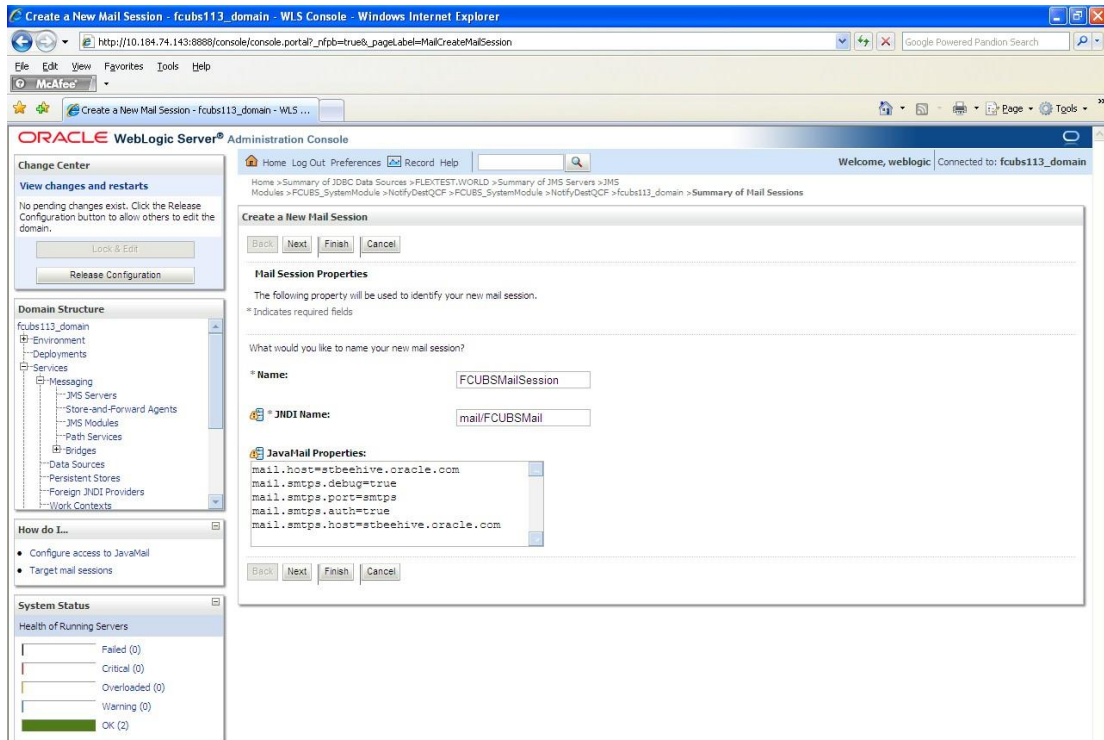 Create a New Mail Session - fcubs113_domain - WLS Console - Windows Internet Explorer
http://10.184.74.143:8888/console/console.portal?_nfpb=true&_pageLabel=MailCreateMailSession
Google Powered Pandion Search
File Edit View Favorites Tools Help
McAfee
Create a New Mail Session - fcubs113_domain - WLS ...
Page Tools »
ORACLE WebLogic Server® Administration Console
Change Center
View changes and restarts
No pending changes exist. Click the Release
Configuration button to allow others to edit the
domain.
Lock & Edit
Release Configuration
Domain Structure
fcubs113_domain
Environment
Deployments
Services
Messaging
JMS Servers
Store-and-Forward Agents
JMS Modules
Path Services
Bridges
Data Sources
Persistent Stores
Foreign JNDI Providers
Work Contexts
How do I...
Configure access to JavaMail
Target mail sessions
System Status
Health of Running Servers
Failed (0)
Critical (0)
Overloaded (0)
Warning (0)
OK (2)
Home Log Out Preferences Record Help
Welcome, weblogic Connected to: fcubs113_domain
Home >Summary of JDBC Data Sources >FLEXTEST.WORLD >Summary of JMS Servers >JMS
Modules >FCUBS_SystemModule >NotifyDestQCF >FCUBS_SystemModule >NotifyDestQCF >fcubs113_domain >Summary of Mail Sessions
Create a New Mail Session
Back Next Finish Cancel
Mail Session Properties
The following property will be used to identify your new mail session.
* Indicates required fields
What would you like to name your new mail session?
* Name: FCUBSMailSession
* JNDI Name: mail/FCUBSMail
JavaMail Properties:
mail.host=stbeehive.oracle.com
mail.smtps.debug=true
mail.smtps.port=smtps
mail.smtps.auth=true
mail.smtps.host=stbeehive.oracle.com
Back Next Finish Cancel